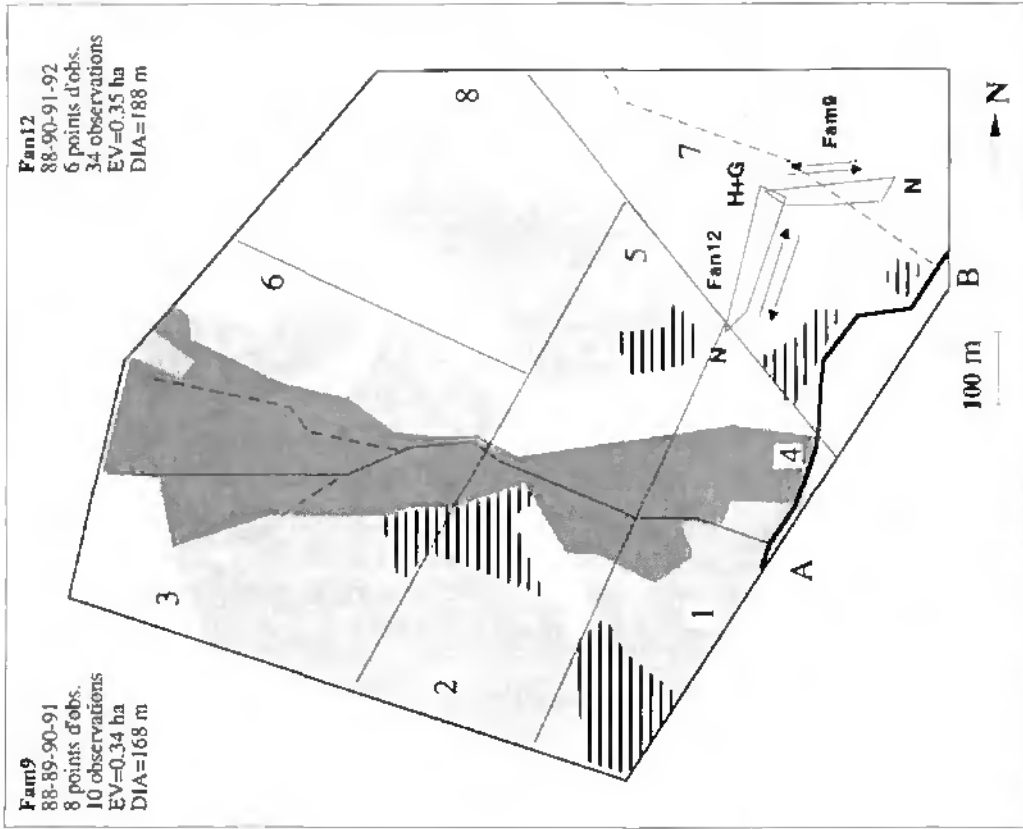 Fam9
88-89-90-91
8 points d'obs.
10 observations
EV=0.34 ha
DIA=168 m
Fan12
88-90-91-92
6 points d'obs.
34 observations
EV=0.35 ha
DIA=188 m
3
6
8
2
5
7
1
4
Fan12
H+G
Fam9
N
N
A
B
100 m
N